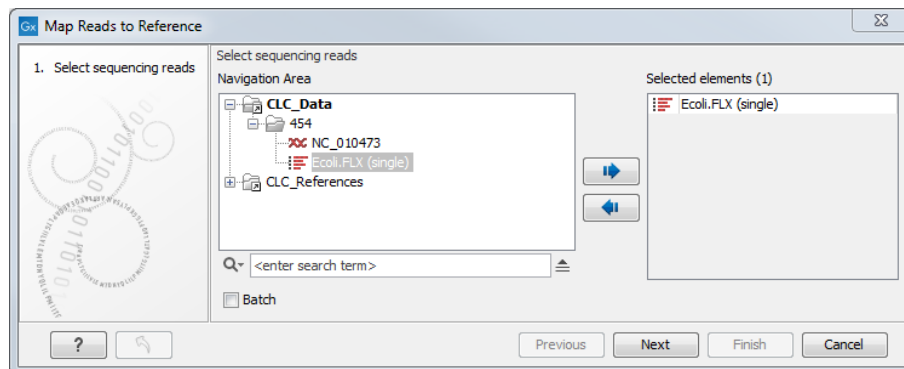 Gx Map Reads to Reference
1. Select sequencing reads
Select sequencing reads
Navigation Area
CLC_Data
454
NC_010473
Ecoli.FLX (single)
CLC_References
<enter search term>
Batch
Selected elements (1)
Ecoli.FLX (single)
?
Previous
Next
Finish
Cancel